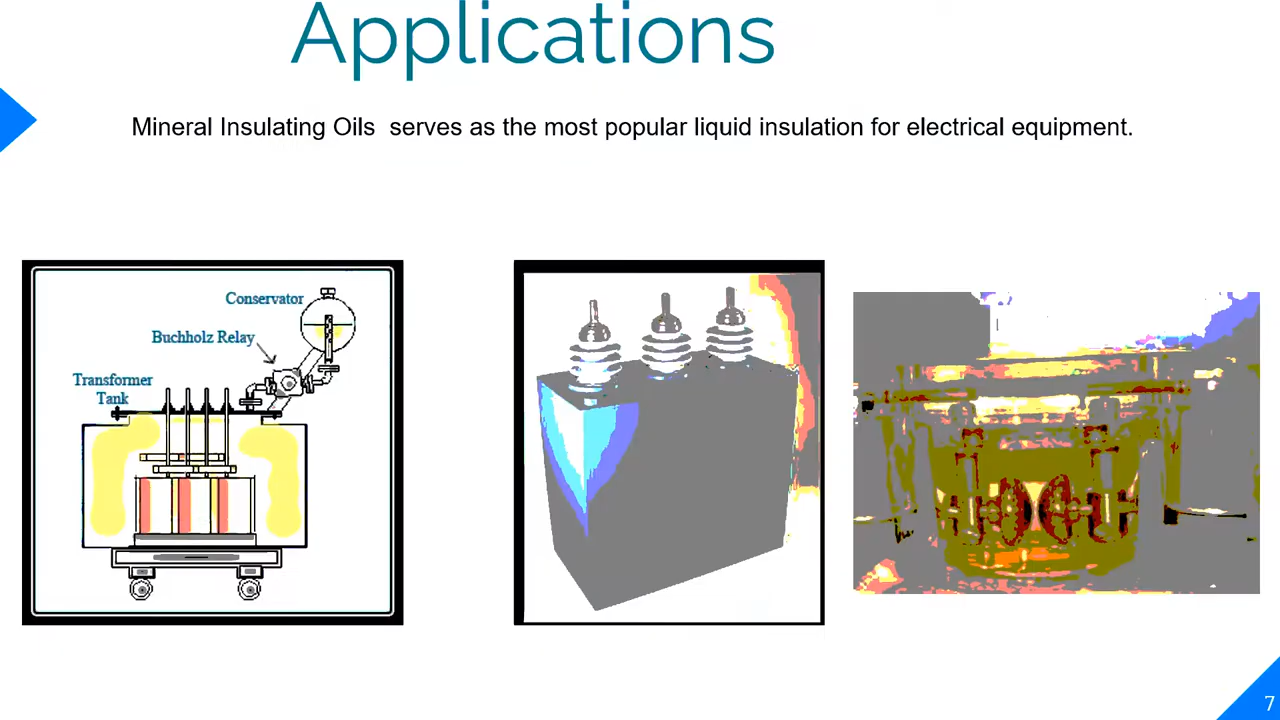 Applications
Mineral Insulating Oils serves as the most popular liquid insulation for electrical equipment.
Conservator
Buchholz Relay
Transformer
Tank
7